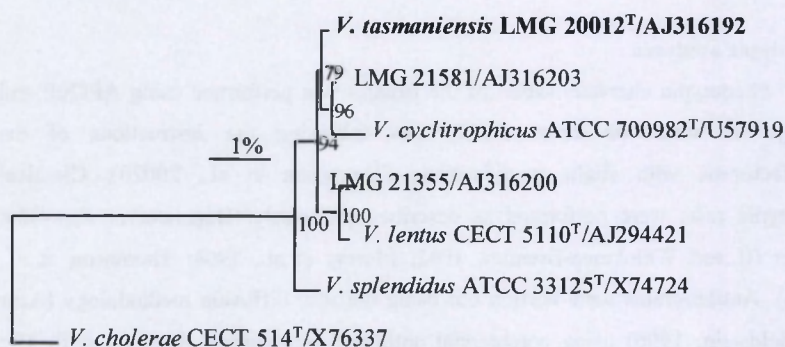 V. tasmaniensis LMG 20012ᵀ/AJ316192
79
LMG 21581/AJ316203
96
V. cyclitrophicus ATCC 700982ᵀ/U57919
94
1%
LMG 21355/AJ316200
100
100
V. lentus CECT 5110ᵀ/AJ294421
V. splendidus ATCC 33125ᵀ/X74724
V. cholerae CECT 514ᵀ/X76337